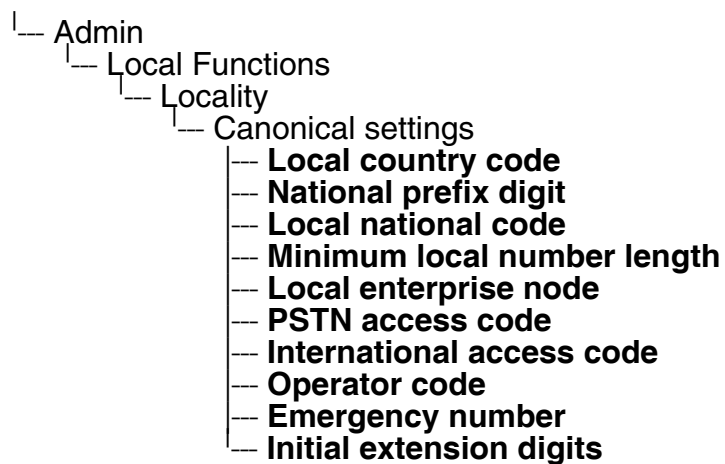 Admin
Local Functions
Locality
Canonical settings
Local country code
National prefix digit
Local national code
Minimum local number length
Local enterprise node
PSTN access code
International access code
Operator code
Emergency number
Initial extension digits